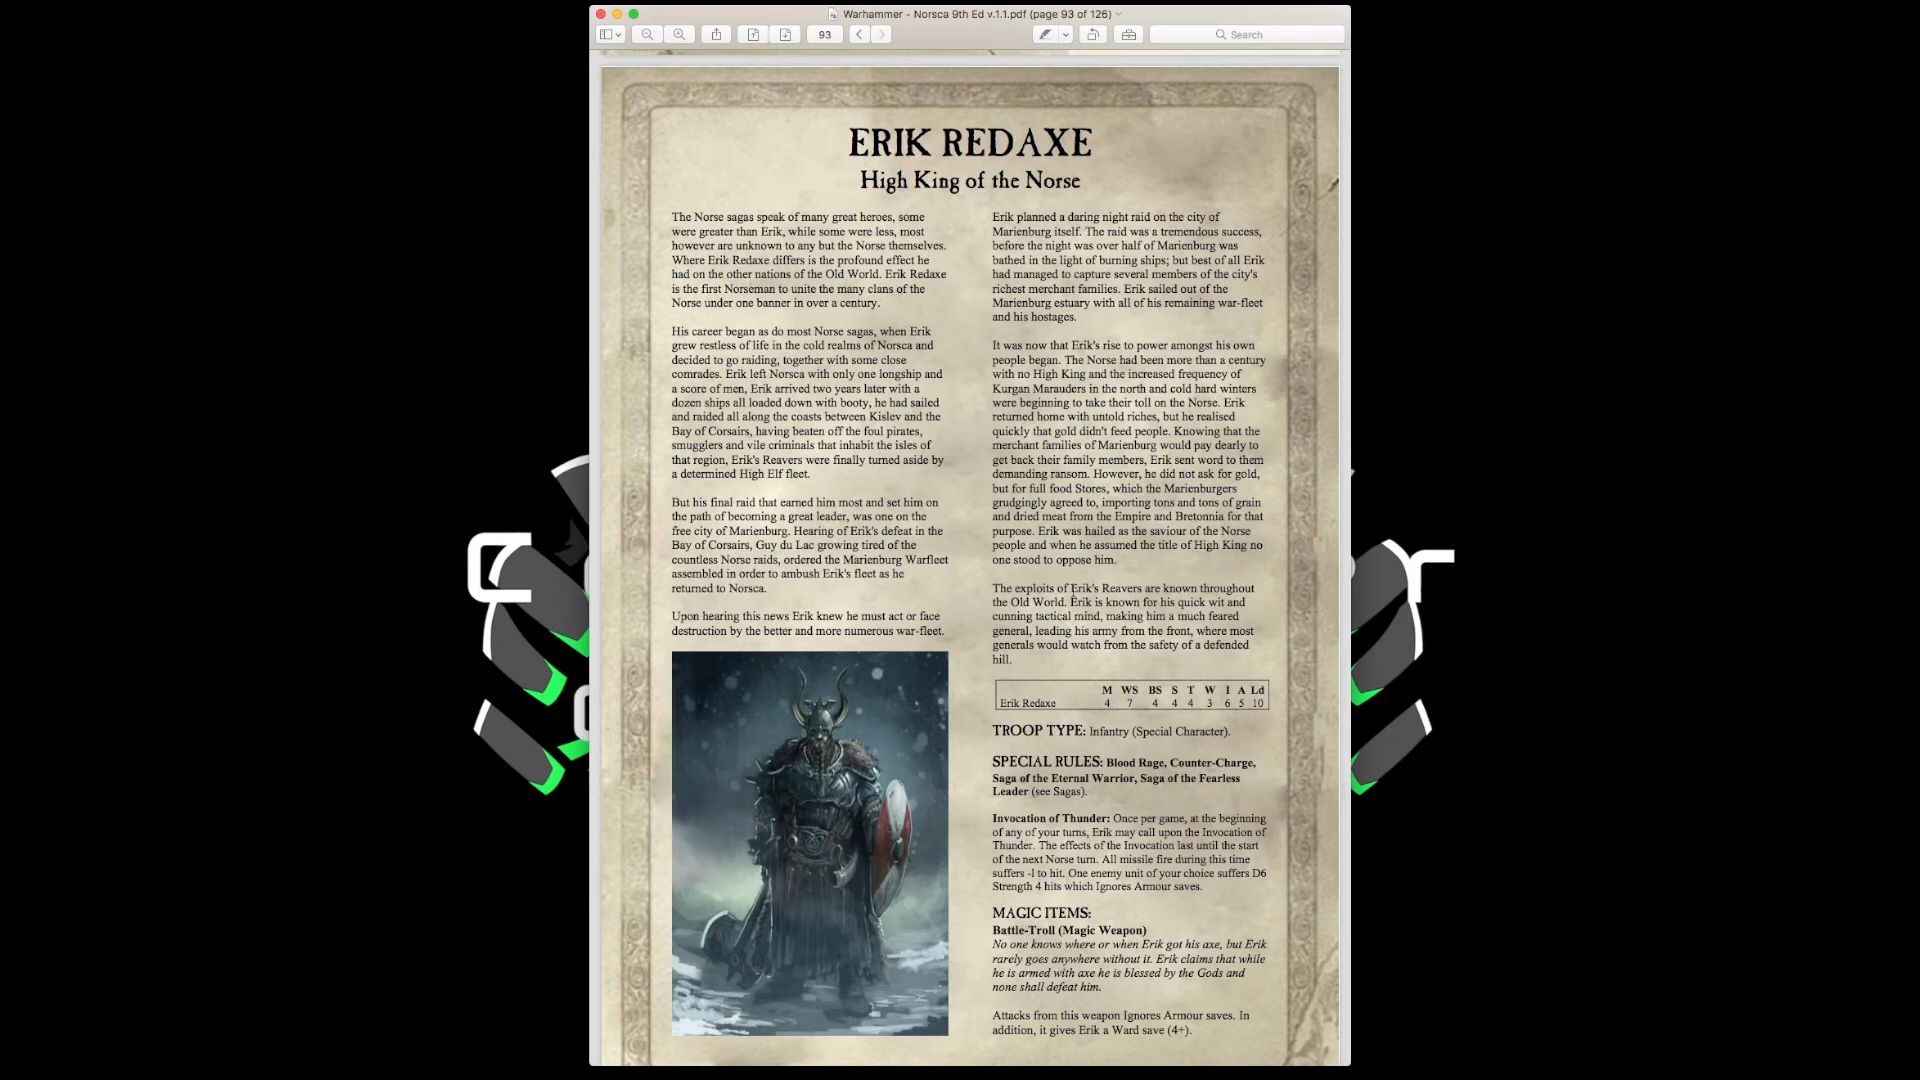 Warhammer - Norsca 9th Ed v.1.1.pdf (page 93 of 126)
93
Search
ERIK REDAXE
High King of the Norse
The Norse sagas speak of many great heroes, some
were greater than Erik, while some were less, most
however are unknown to any but the Norse themselves.
Where Erik Redaxe differs is the profound effect he
had on the other nations of the Old World. Erik Redaxe
is the first Norseman to unite the many clans of the
Norse under one banner in over a century.
His career began as do most Norse sagas, when Erik
grew restless of life in the cold realms of Norsca and
decided to go raiding, together with some close
comrades. Erik left Norsca with only one longship and
a score of men, Erik arrived two years later with a
dozen ships all loaded down with booty, he had sailed
and raided all along the coasts between Kislev and the
Bay of Corsairs, having beaten off the foul pirates,
smugglers and vile criminals that inhabit the isles of
that region, Erik's Reavers were finally turned aside by
a determined High Elf fleet.
But his final raid that earned him most and set him on
the path of becoming a great leader, was one on the
free city of Marienburg. Hearing of Erik's defeat in the
Bay of Corsairs, Guy du Lac growing tired of the
countless Norse raids, ordered the Marienburg Warfleet
assembled in order to ambush Erik's fleet as he
returned to Norsca.
Upon hearing this news Erik knew he must act or face
destruction by the better and more numerous war-fleet.
Erik planned a daring night raid on the city of
Marienburg itself. The raid was a tremendous success,
before the night was over half of Marienburg was
bathed in the light of burning ships; but best of all Erik
had managed to capture several members of the city's
richest merchant families. Erik sailed out of the
Marienburg estuary with all of his remaining war-fleet
and his hostages.
It was now that Erik's rise to power amongst his own
people began. The Norse had been more than a century
with no High King and the increased frequency of
Kurgan Marauders in the north and cold hard winters
were beginning to take their toll on the Norse. Erik
returned home with untold riches, but he realised
quickly that gold didn't feed people. Knowing that the
merchant families of Marienburg would pay dearly to
get back their family members, Erik sent word to them
demanding ransom. However, he did not ask for gold,
but for full food Stores, which the Marienburgers
grudgingly agreed to, importing tons and tons of grain
and dried meat from the Empire and Bretonnia for that
purpose. Erik was hailed as the saviour of the Norse
people and when he assumed the title of High King no
one stood to oppose him.
The exploits of Erik's Reavers are known throughout
the Old World. Erik is known for his quick wit and
cunning tactical mind, making him a much feared
general, leading his army from the front, where most
generals would watch from the safety of a defended
hill.
M WS BS S T W I A Ld
Erik Redaxe 4 7 4 4 4 3 6 5 10
TROOP TYPE: Infantry (Special Character).
SPECIAL RULES: Blood Rage, Counter-Charge,
Saga of the Eternal Warrior, Saga of the Fearless
Leader (see Sagas).
Invocation of Thunder: Once per game, at the beginning
of any of your turns, Erik may call upon the Invocation of
Thunder. The effects of the Invocation last until the start
of the next Norse turn. All missile fire during this time
suffers -1 to hit. One enemy unit of your choice suffers D6
Strength 4 hits which Ignores Armour saves.
MAGIC ITEMS:
Battle-Troll (Magic Weapon)
No one knows where or when Erik got his axe, but Erik
rarely goes anywhere without it. Erik claims that while
he is armed with axe he is blessed by the Gods and
none shall defeat him.
Attacks from this weapon Ignores Armour saves. In
addition, it gives Erik a Ward save (4+).